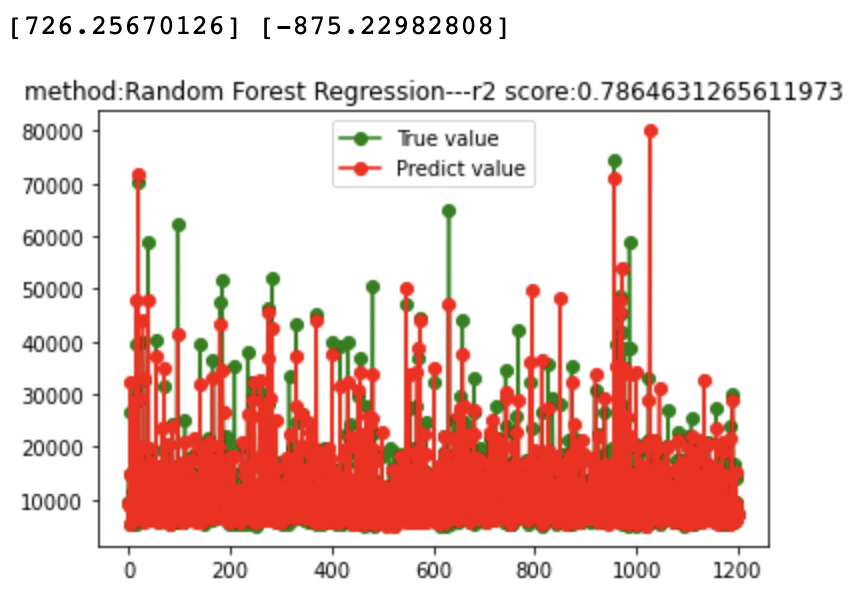 [726.25670126] [-875.22982808]
method:Random Forest Regression---r2 score:0.7864631265611973
True value
Predict value
80000
70000
60000
50000
40000
30000
20000
10000
0 200 400 600 800 1000 1200